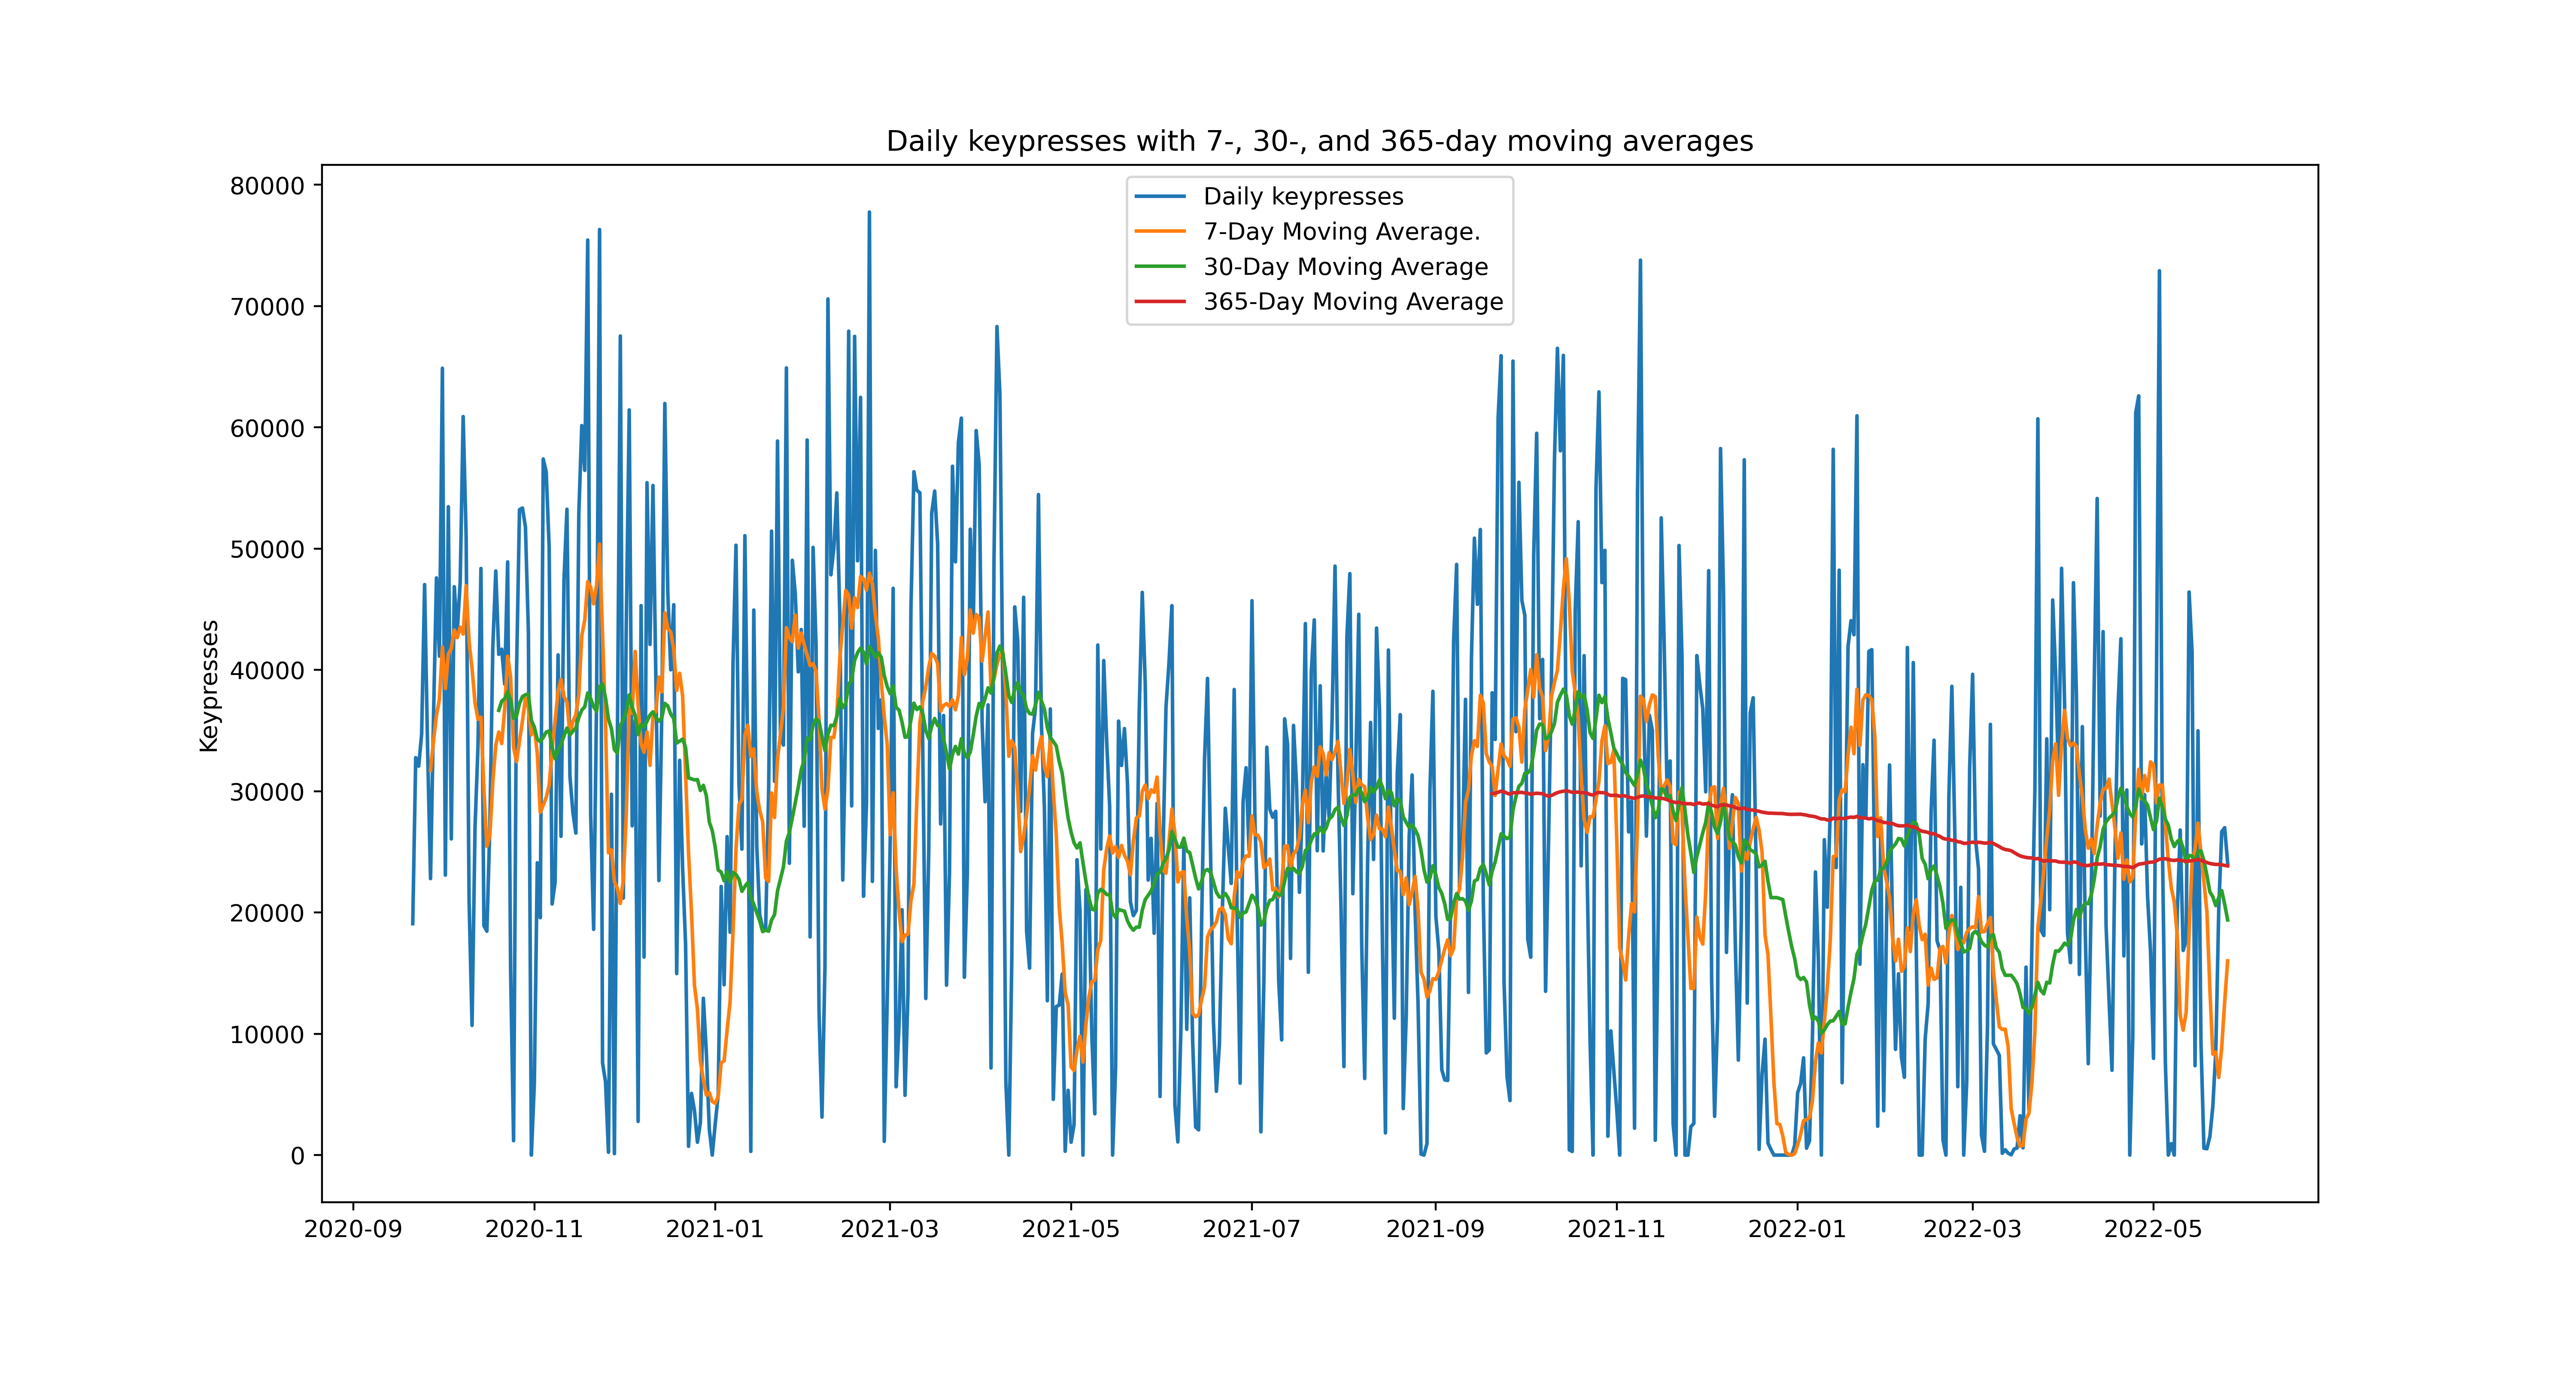 Daily keypresses with 7-, 30-, and 365-day moving averages
Daily keypresses
7-Day Moving Average.
30-Day Moving Average
365-Day Moving Average
Keypresses
80000
70000
60000
50000
40000
30000
20000
10000
0
2020-09 2020-11 2021-01 2021-03 2021-05 2021-07 2021-09 2021-11 2022-01 2022-03 2022-05